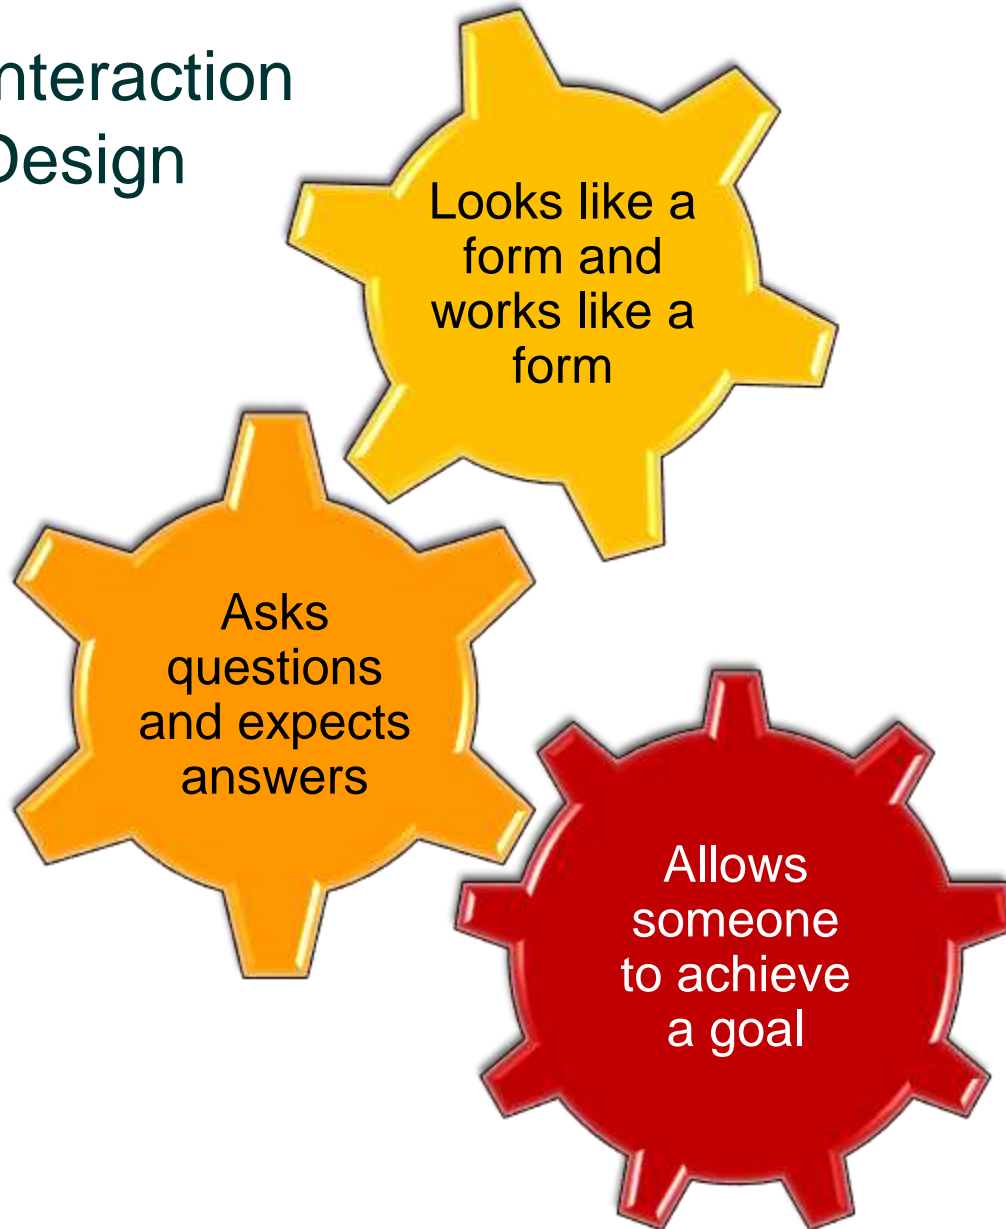 nteraction
Design
Looks like a
form and
works like a
form
Asks
questions
and expects
answers
Allows
someone
to achieve
a goal